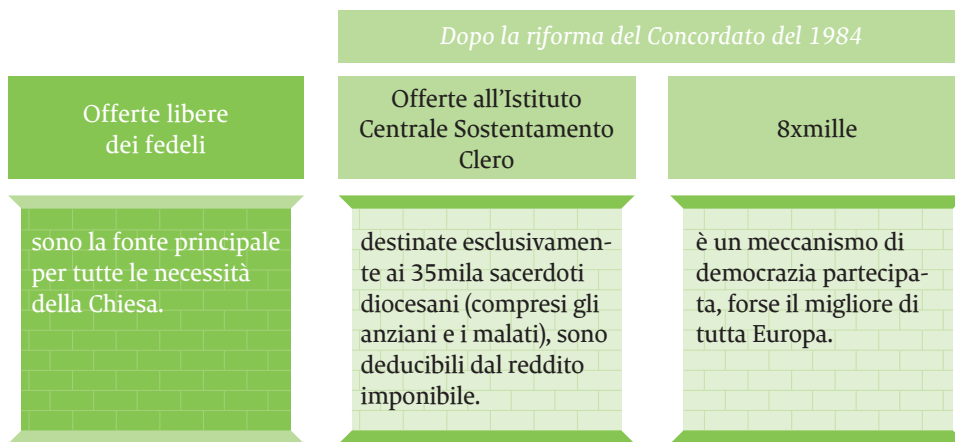 Dopo la riforma del Concordato del 1984
Offerte libere
dei fedeli
Offerte all'Istituto
Centrale Sostentamento
Clero
8xmille
sono la fonte principale
per tutte le necessità
della Chiesa.
destinate esclusivamen-
te ai 35mila sacerdoti
diocesani (compresi gli
anziani e i malati), sono
deducibili dal reddito
imponibile.
è un meccanismo di
democrazia partecipa-
ta, forse il migliore di
tutta Europa.